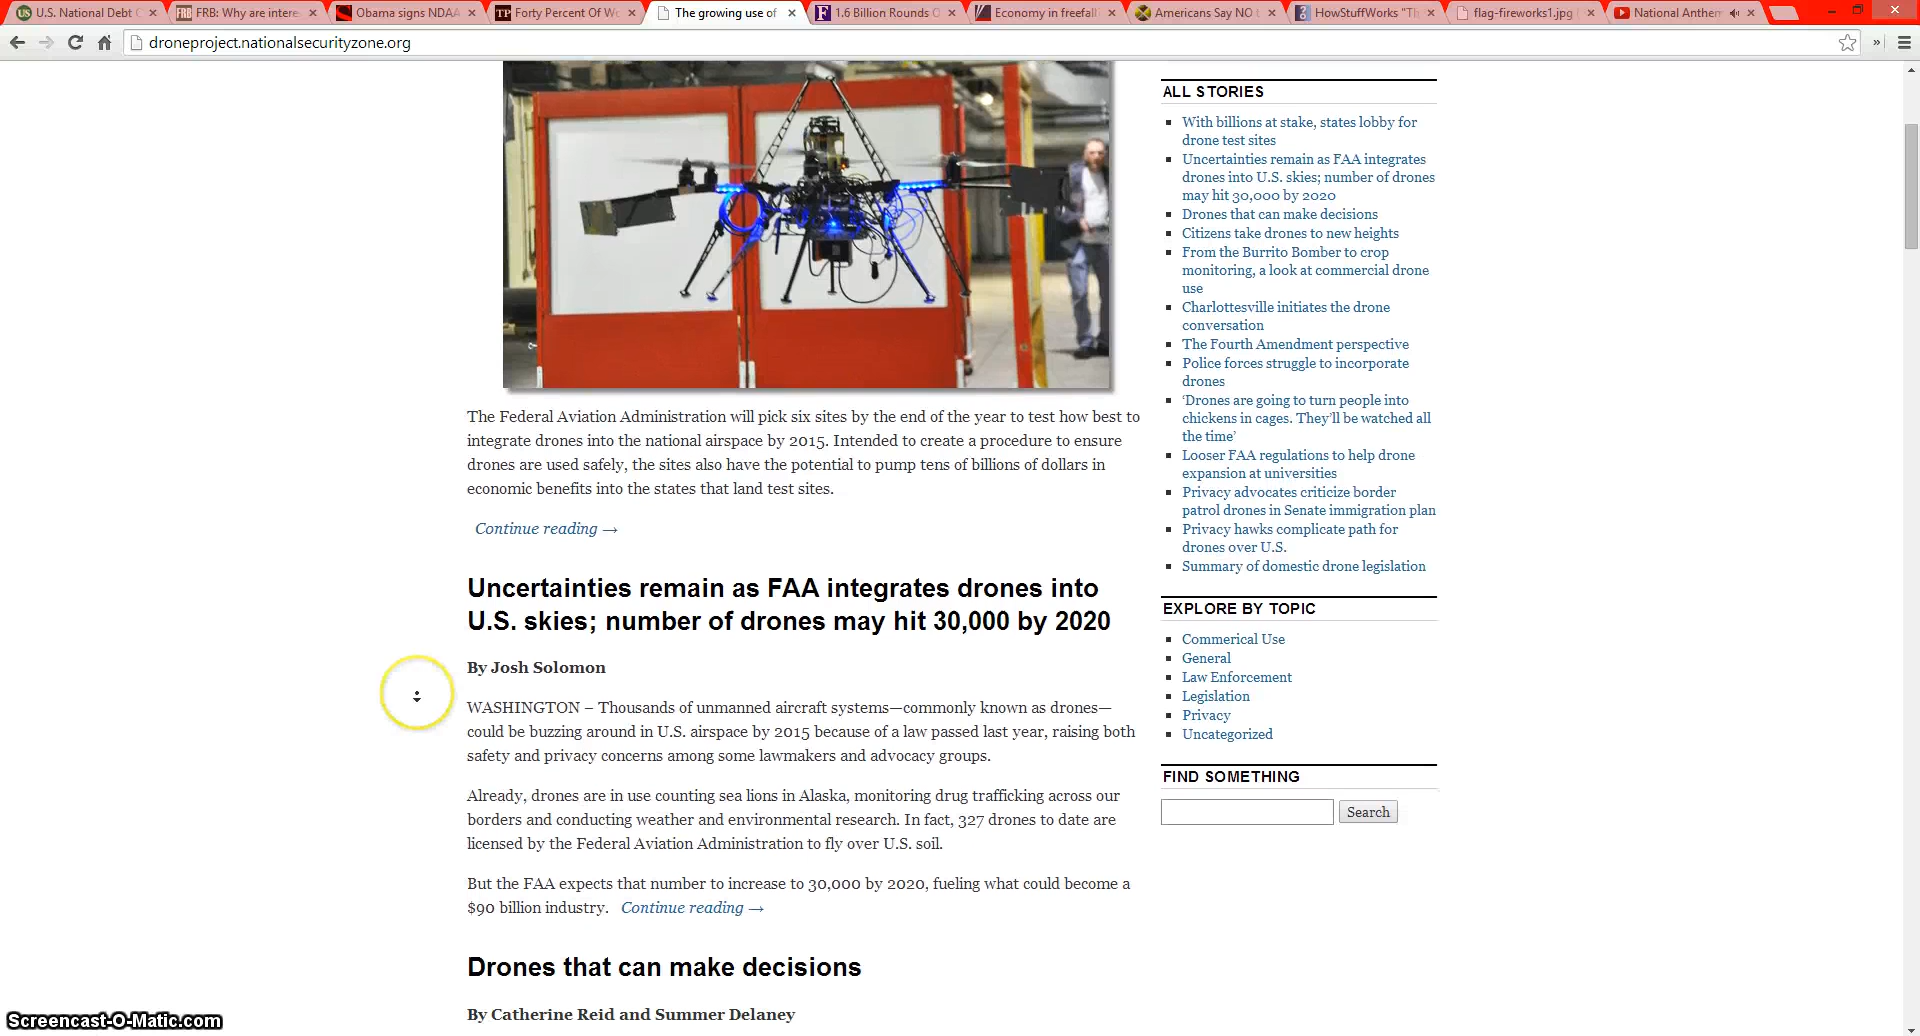 U.S. National Debt C
FRB: Why are intere
Obama signs NDAA
Forty Percent Of W
The growing use of
1.6 Billion Rounds O
Economy in freefall
Americans Say NO
HowStuffWorks "Th
flag-fireworks1.jpg
National Anthem
droneproject.nationalsecurityzone.org
The Federal Aviation Administration will pick six sites by the end of the year to test how best to
integrate drones into the national airspace by 2015. Intended to create a procedure to ensure
drones are used safely, the sites also have the potential to pump tens of billions of dollars in
economic benefits into the states that land test sites.
Continue reading →
Uncertainties remain as FAA integrates drones into
U.S. skies; number of drones may hit 30,000 by 2020
By Josh Solomon
WASHINGTON – Thousands of unmanned aircraft systems—commonly known as drones—
could be buzzing around in U.S. airspace by 2015 because of a law passed last year, raising both
safety and privacy concerns among some lawmakers and advocacy groups.
Already, drones are in use counting sea lions in Alaska, monitoring drug trafficking across our
borders and conducting weather and environmental research. In fact, 327 drones to date are
licensed by the Federal Aviation Administration to fly over U.S. soil.
But the FAA expects that number to increase to 30,000 by 2020, fueling what could become a
$90 billion industry. Continue reading →
Drones that can make decisions
By Catherine Reid and Summer Delaney
ALL STORIES
With billions at stake, states lobby for
drone test sites
Uncertainties remain as FAA integrates
drones into U.S. skies; number of drones
may hit 30,000 by 2020
Drones that can make decisions
Citizens take drones to new heights
From the Burrito Bomber to crop
monitoring, a look at commercial drone
use
Charlottesville initiates the drone
conversation
The Fourth Amendment perspective
Police forces struggle to incorporate
drones
‘Drones are going to turn people into
chickens in cages. They’ll be watched all
the time’
Looser FAA regulations to help drone
expansion at universities
Privacy advocates criticize border
patrol drones in Senate immigration plan
Privacy hawks complicate path for
drones over U.S.
Summary of domestic drone legislation
EXPLORE BY TOPIC
Commerical Use
General
Law Enforcement
Legislation
Privacy
Uncategorized
FIND SOMETHING
Search
Screencast-O-Matic.com